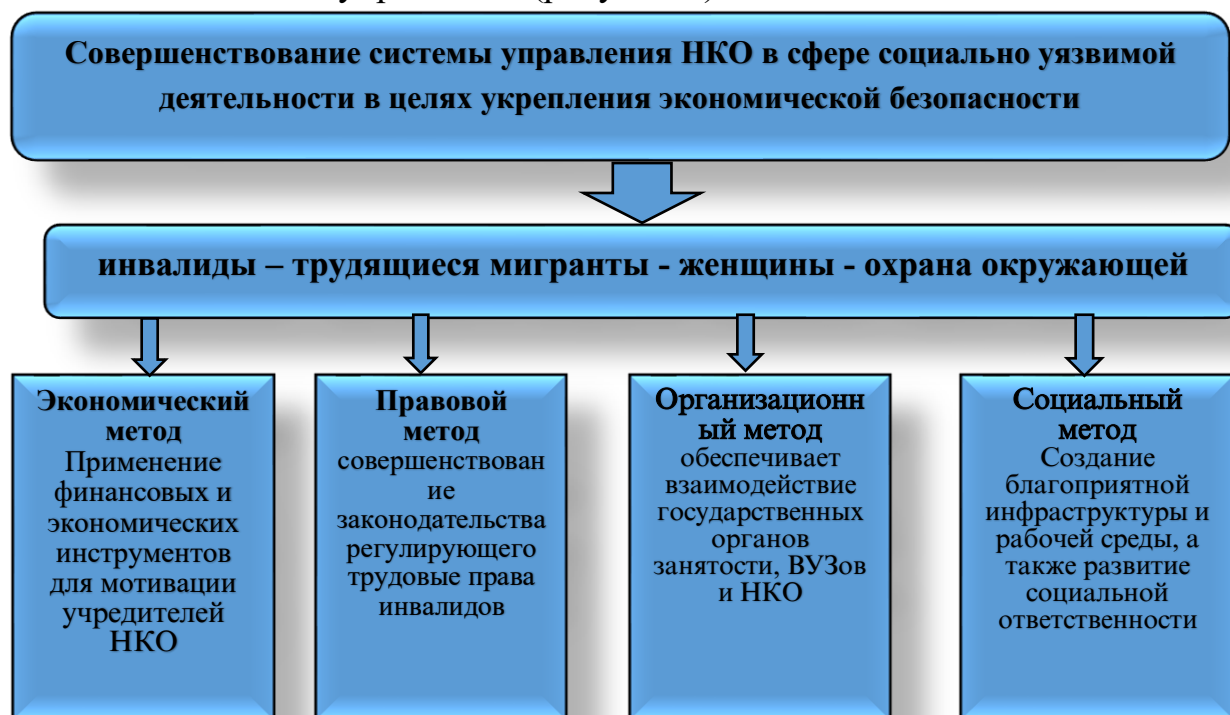 Совершенствование системы управления НКО в сфере социально уязвимой
деятельности в целях укрепления экономической безопасности
инвалиды – трудящиеся мигранты - женщины - охрана окружающей
Экономический
метод
Применение
финансовых и
экономических
инструментов
для мотивации
учредителей
НКО
Правовой
метод
совершенствован
ие
законодательства
регулирующего
трудовые права
инвалидов
Организационн
ый метод
обеспечивает
взаимодействие
государственных
органов
занятости, ВУЗов
и НКО
Социальный
метод
Создание
благоприятной
инфраструктуры и
рабочей среды, а
также развитие
социальной
ответственности